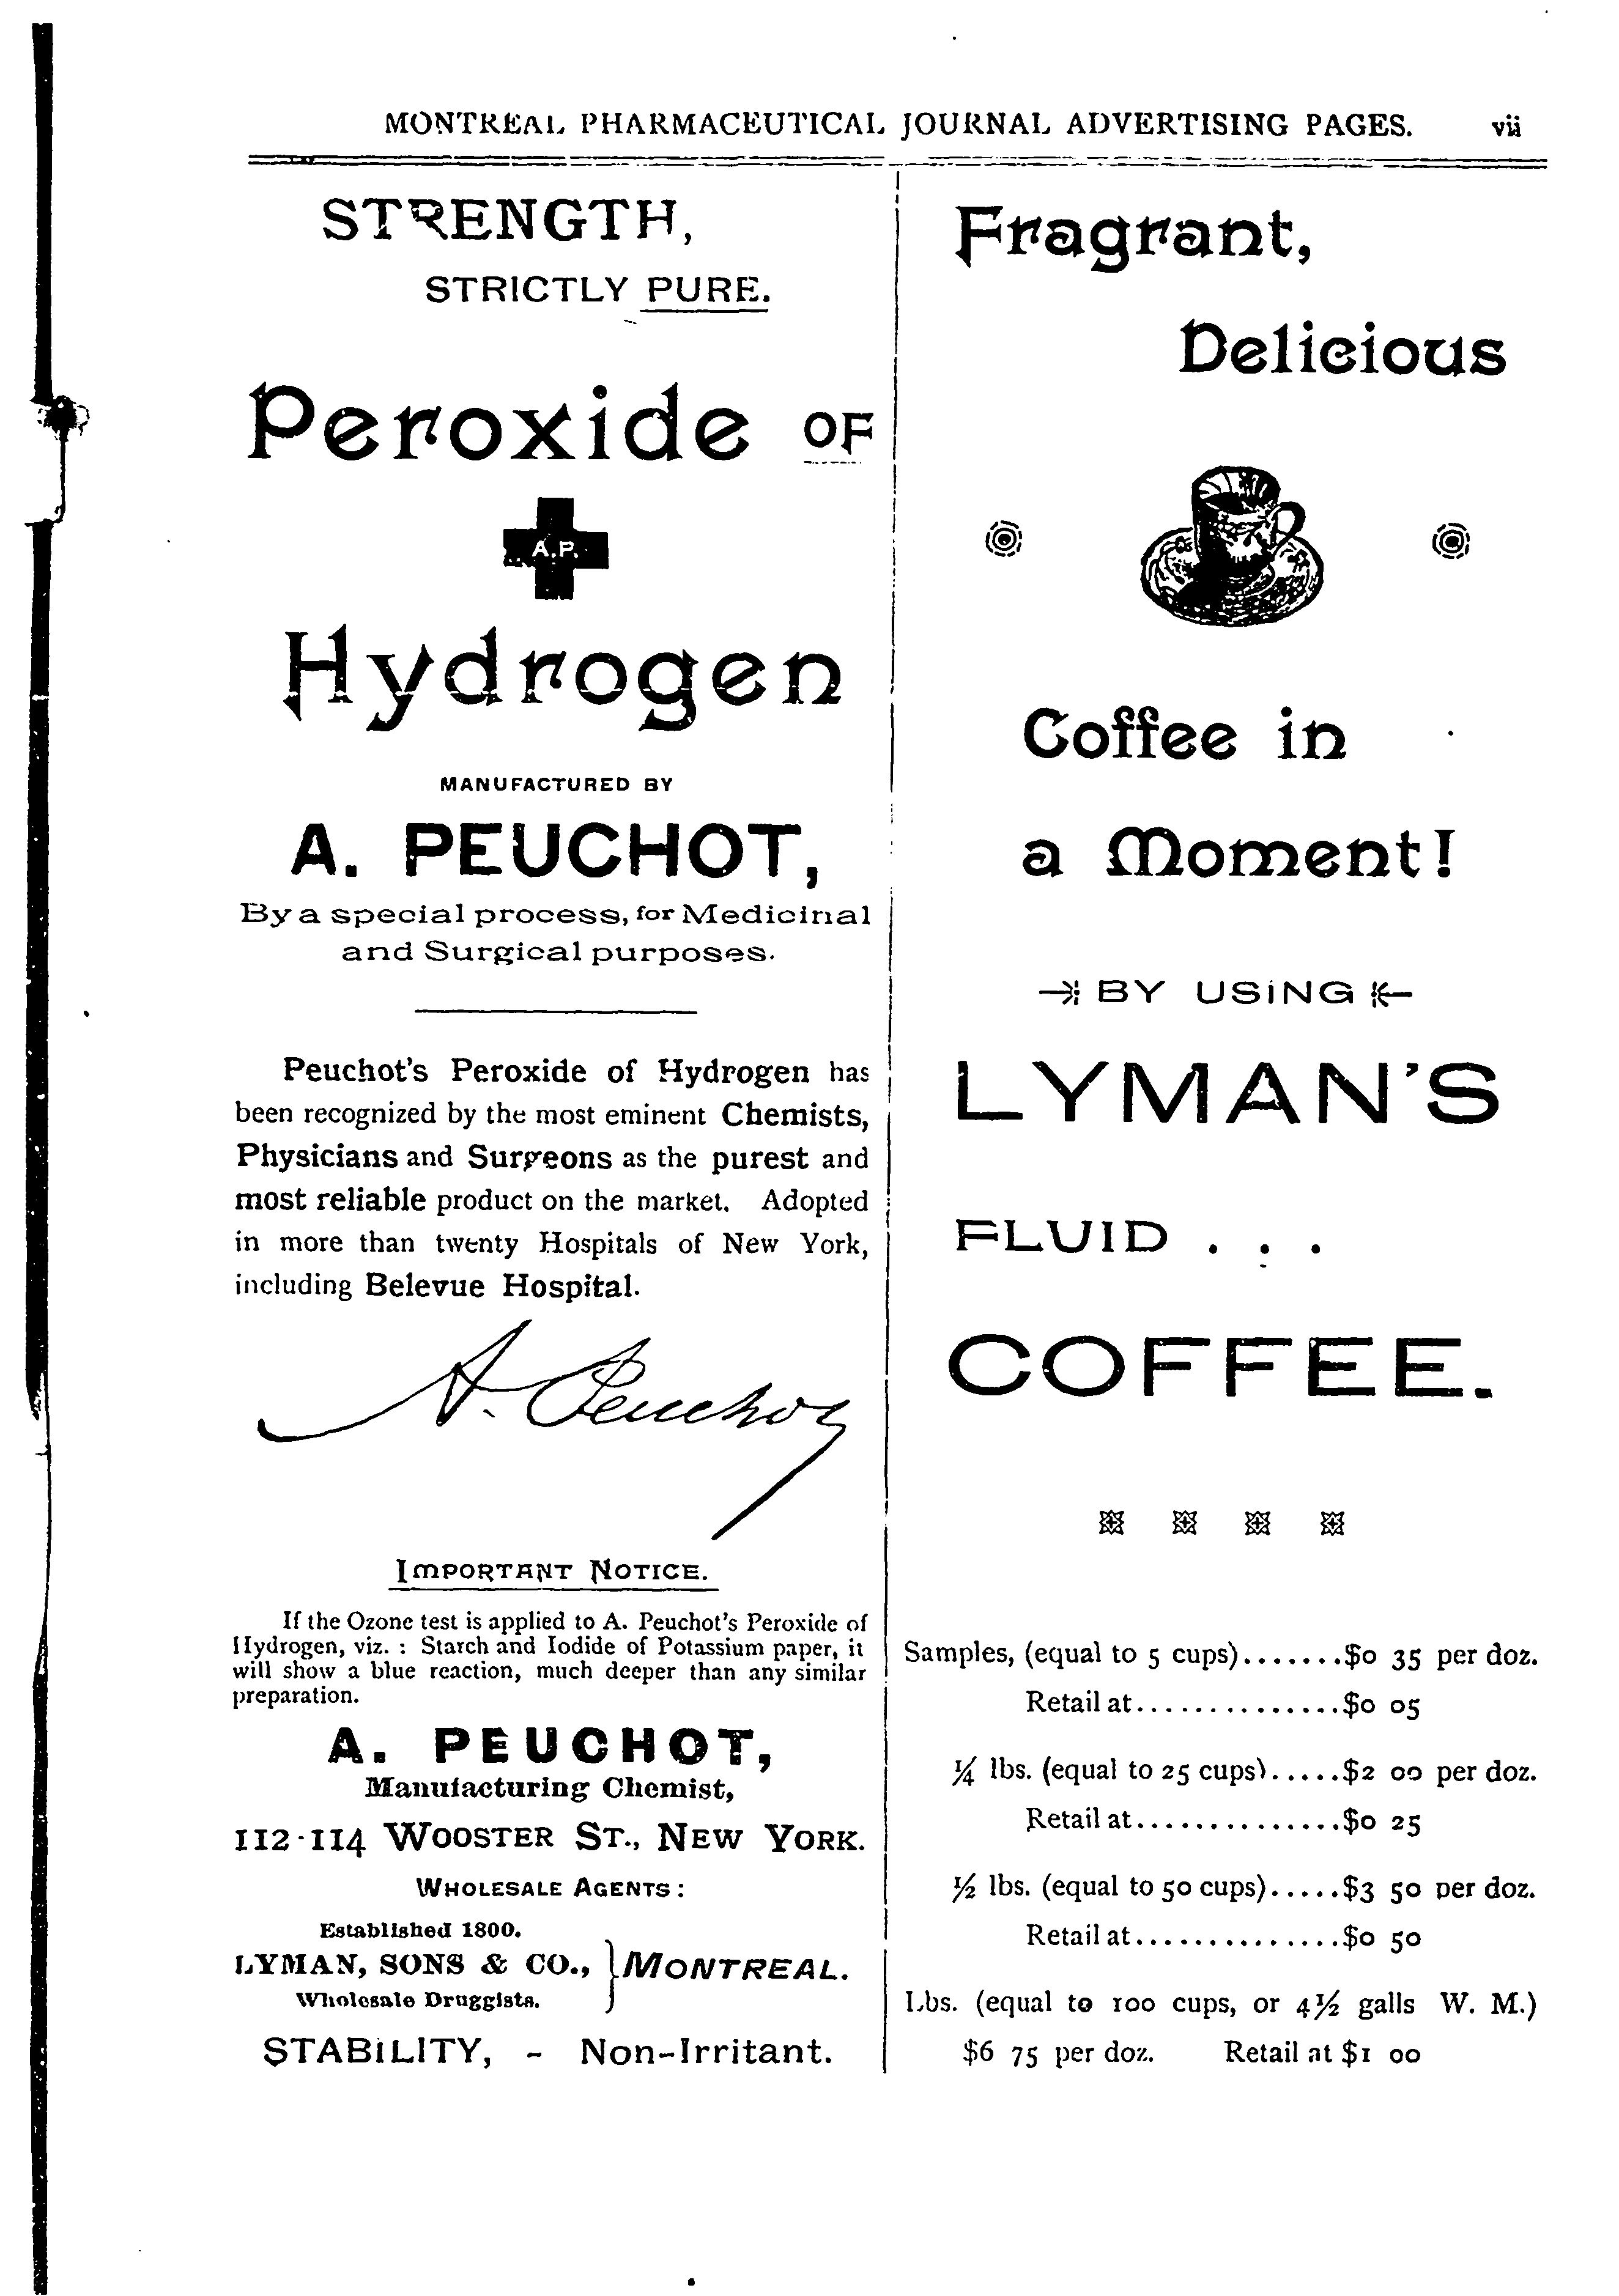 MONTREAL PHARMACEUTICAL JOURNAL ADVERTISING PAGES. vii
STRENGTH,
STRICTLY PURE.
Peroxide OF
A.P.
Hydrogen
MANUFACTURED BY
A. PEUCHOT,
By a special process, for Medicinal
and Surgical purposes.
Peuchot's Peroxide of Hydrogen has
been recognized by the most eminent Chemists,
Physicians and Surgeons as the purest and
most reliable product on the market. Adopted
in more than twenty Hospitals of New York,
including Belevue Hospital.
A. Peuchot
IMPORTANT NOTICE.
If the Ozone test is applied to A. Peuchot's Peroxide of
Hydrogen, viz. : Starch and Iodide of Potassium paper, it
will show a blue reaction, much deeper than any similar
preparation.
A. PEUCHOT,
Manufacturing Chemist,
112-114 WOOSTER ST., NEW YORK.
WHOLESALE AGENTS :
Established 1800.
LYMAN, SONS & CO., } MONTREAL.
Wholesale Druggists.
STABILITY, - Non-Irritant.
Fragrant,
Delicious
Coffee in
a Moment!
BY USING
LYMAN'S
FLUID . . .
COFFEE.
Samples, (equal to 5 cups).......$0 35 per doz.
Retail at..............$0 05
¼ lbs. (equal to 25 cups).....$2 00 per doz.
Retail at..............$0 25
½ lbs. (equal to 50 cups).....$3 50 per doz.
Retail at..............$0 50
Lbs. (equal to 100 cups, or 4½ galls W. M.)
$6 75 per doz. Retail at $1 00